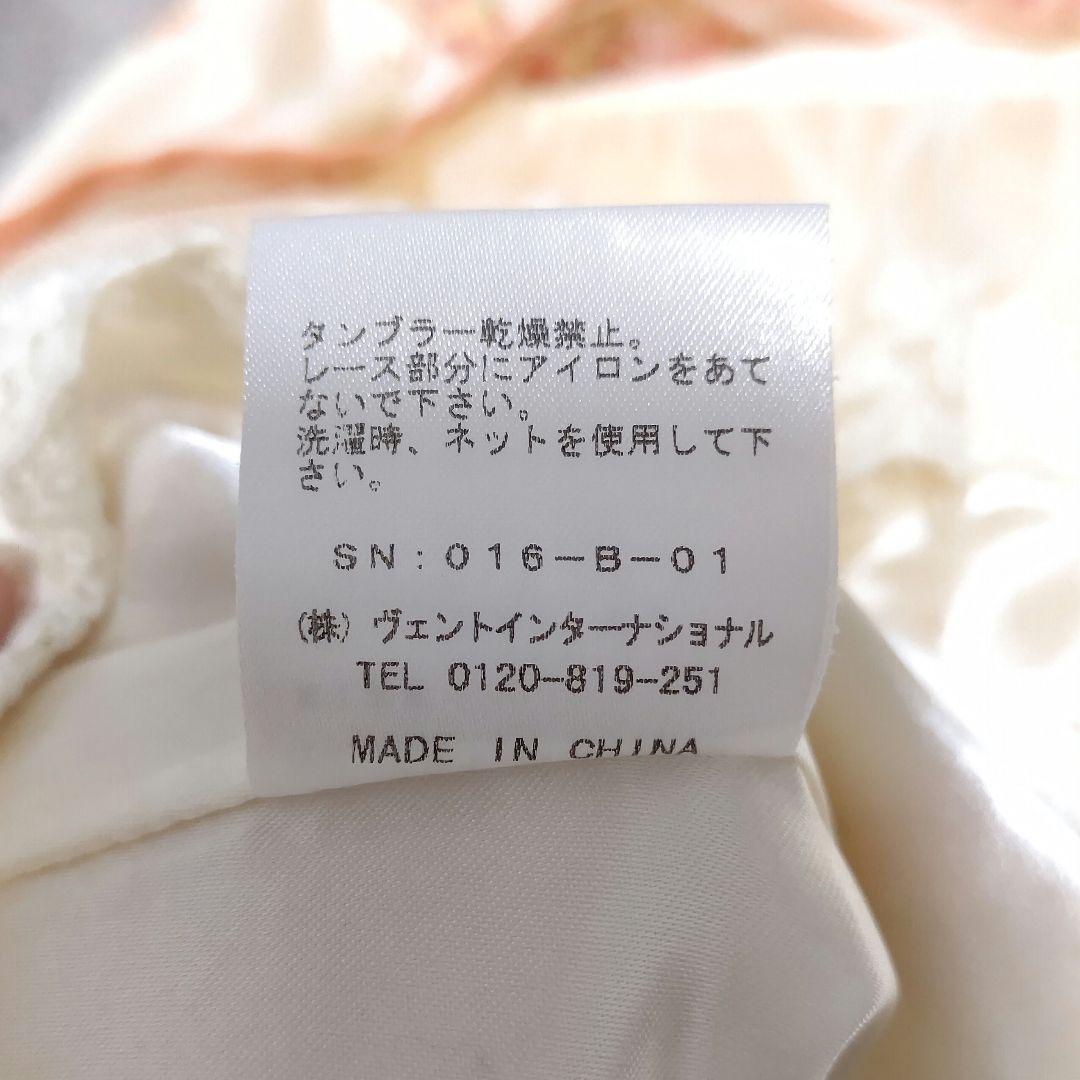 タンブラー乾燥禁止。
レース部分にアイロンをあて
ないで下さい。
洗濯時、ネットを使用して下
さい。
SN:016-B-01
(株) ヴェントインターナショナル
TEL 0120-819-251
MADE IN CHINA